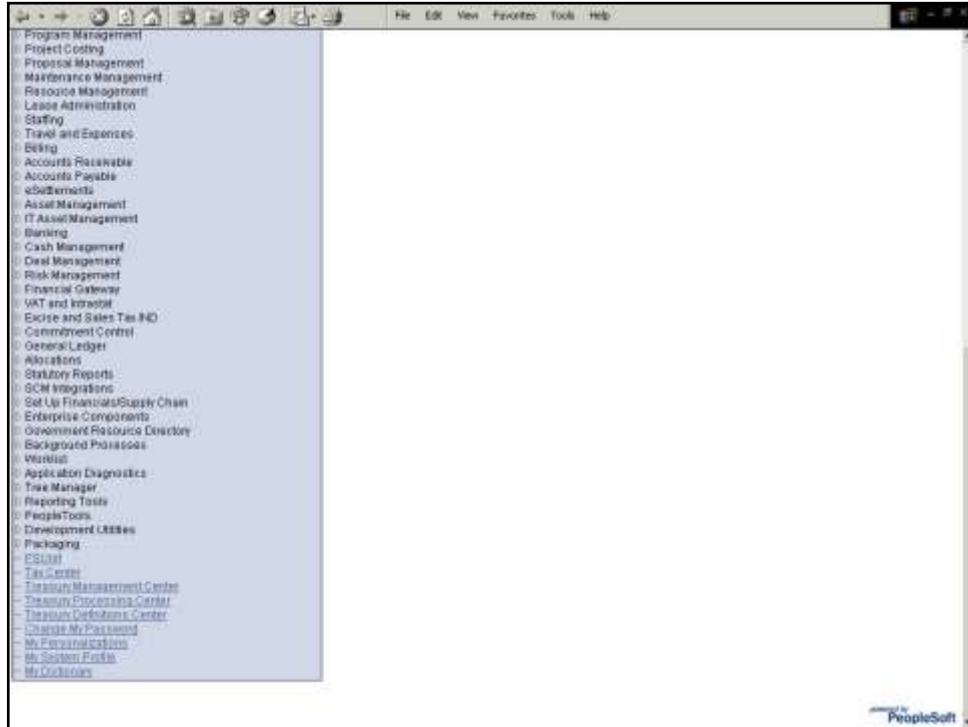 File Edit View Favorites Tools Help
Program Management
Project Costing
Proposal Management
Maintenance Management
Resource Management
Lease Administration
Staffing
Travel and Expenses
Billing
Accounts Receivable
Accounts Payable
eSettlements
Asset Management
IT Asset Management
Banking
Cash Management
Deal Management
Risk Management
Financial Gateway
VAT and Intrastat
Excise and Sales Tax IND
Commitment Control
General Ledger
Allocations
Statutory Reports
SCM Integrations
Set Up Financials/Supply Chain
Enterprise Components
Government Resource Directory
Background Processes
Worklist
Application Diagnostics
Tree Manager
Reporting Tools
PeopleTools
Development Utilities
Packaging
PSUnit
Tax Center
Treasury Management Center
Treasury Processing Center
Treasury Definitions Center
Change My Password
My Personalizations
My System Profile
My Dictionary
powered by
PeopleSoft